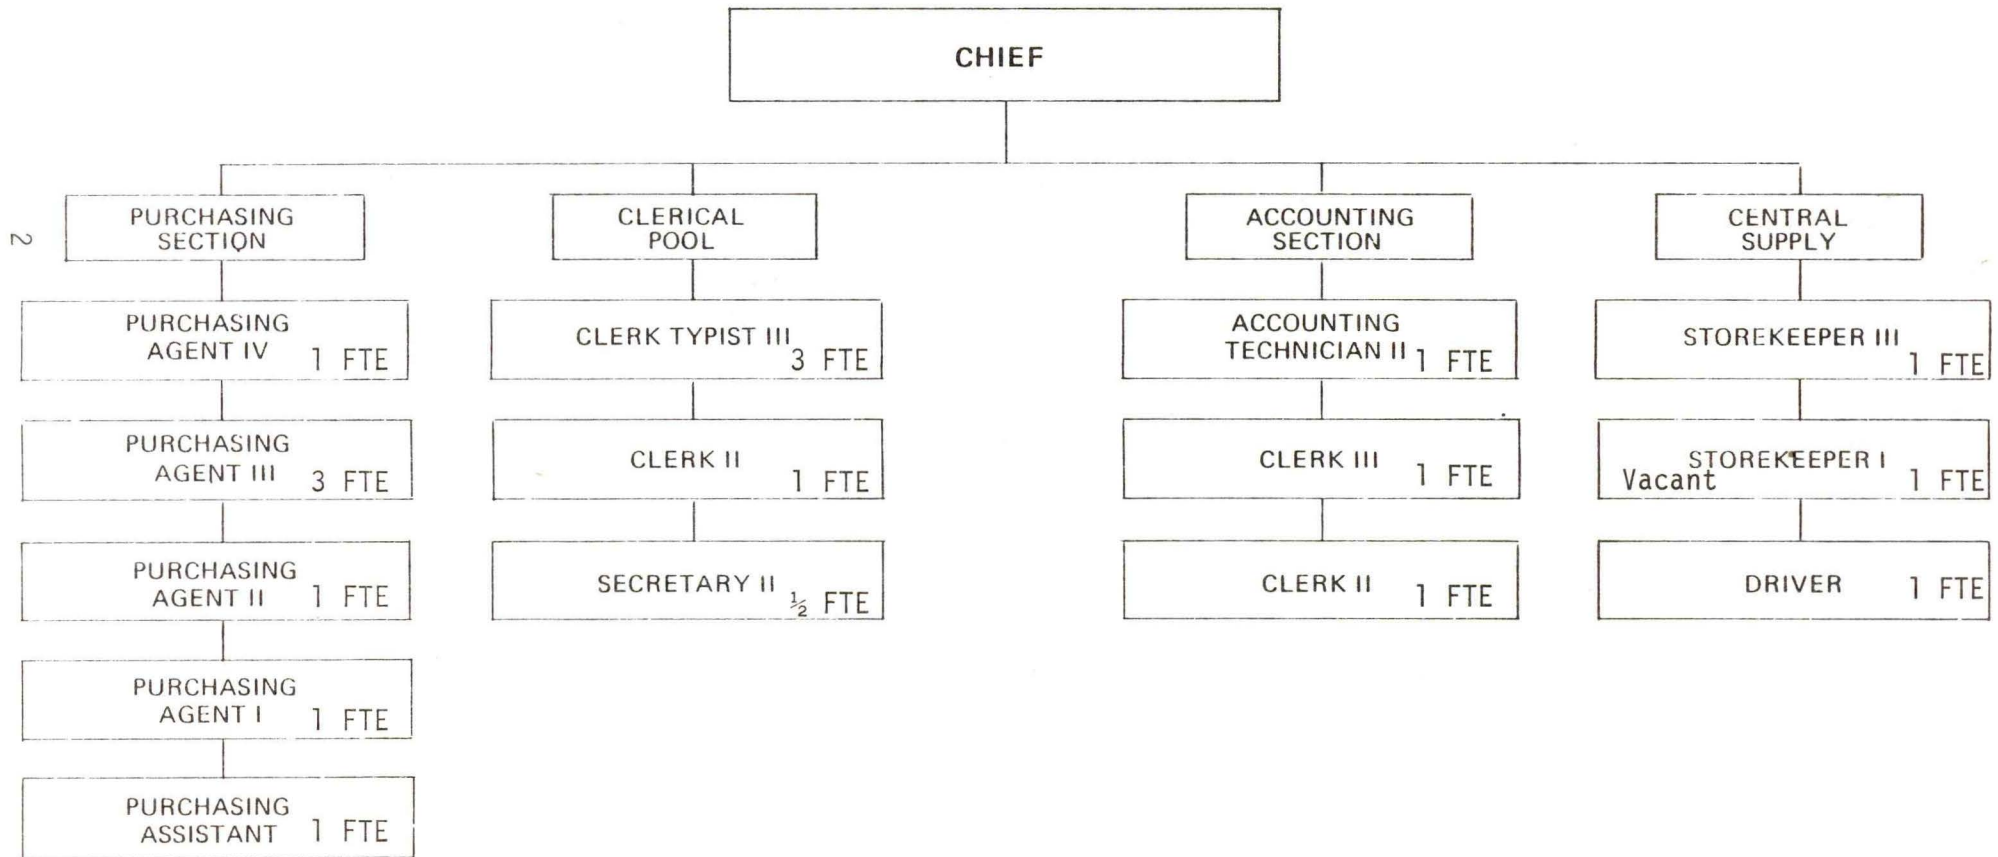 CHIEF
2
PURCHASING
SECTION
PURCHASING
AGENT IV 1 FTE
PURCHASING
AGENT III 3 FTE
PURCHASING
AGENT II 1 FTE
PURCHASING
AGENT I 1 FTE
PURCHASING
ASSISTANT 1 FTE
CLERICAL
POOL
CLERK TYPIST III
3 FTE
CLERK II
1 FTE
SECRETARY II
½ FTE
ACCOUNTING
SECTION
ACCOUNTING
TECHNICIAN II 1 FTE
CLERK III 1 FTE
CLERK II 1 FTE
CENTRAL
SUPPLY
STOREKEEPER III
1 FTE
STOREKEEPER I
Vacant 1 FTE
DRIVER 1 FTE